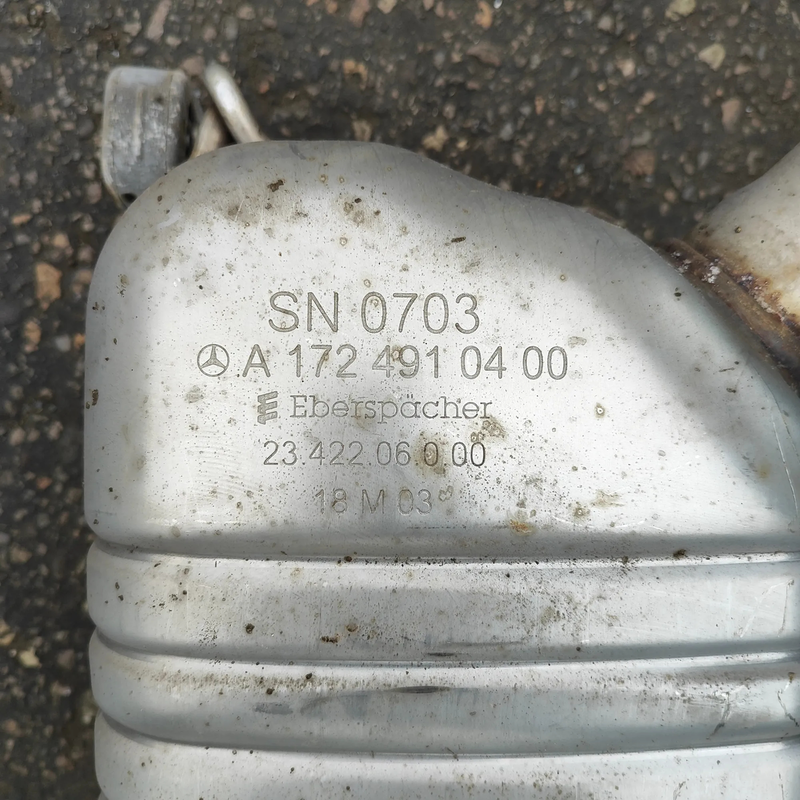 SN 0703
A 172 491 04 00
Eberspächer
23.422.06.0.00
18 M 03